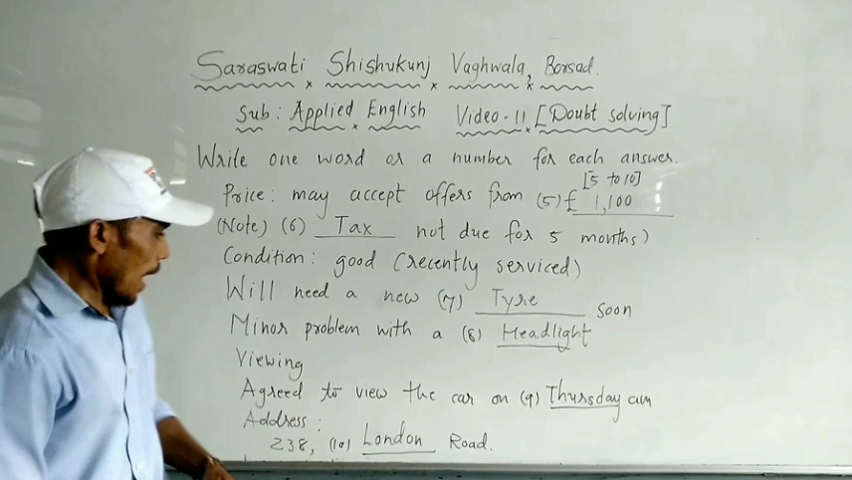 Saraswati Shishukunj Vaghwala, Borsad.
Sub: Applied English Video-11 [Doubt solving]
Write one word or a number for each answer.
[5 to 10]
Price: may accept offers from (5) £ 1,100
(Note) (6) Tax not due for 5 months)
Condition: good (recently serviced)
Will need a new (7) Tyre soon
Minor problem with a (8) Headlight
Viewing
Agreed to view the car on (9) Thursday am
Address:
238, (10) London Road.